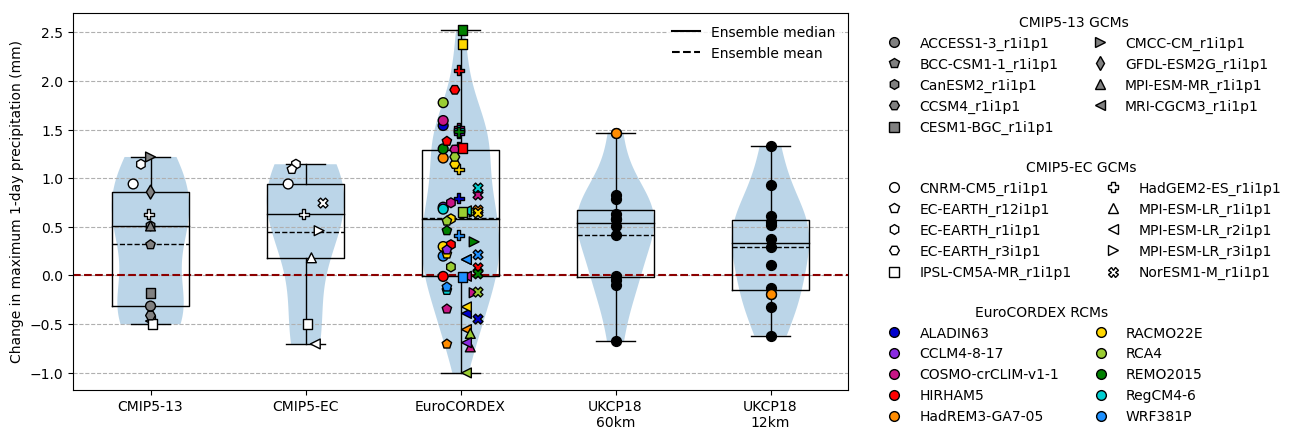 Change in maximum 1-day precipitation (mm)
2.5
2.0
1.5
1.0
0.5
0.0
−0.5
−1.0
Ensemble median
Ensemble mean
CMIP5-13
CMIP5-EC
EuroCORDEX
UKCP18
60km
UKCP18
12km
CMIP5-13 GCMs
ACCESS1-3_r1i1p1
BCC-CSM1-1_r1i1p1
CanESM2_r1i1p1
CCSM4_r1i1p1
CESM1-BGC_r1i1p1
CMCC-CM_r1i1p1
GFDL-ESM2G_r1i1p1
MPI-ESM-MR_r1i1p1
MRI-CGCM3_r1i1p1
CMIP5-EC GCMs
CNRM-CM5_r1i1p1
EC-EARTH_r12i1p1
EC-EARTH_r1i1p1
EC-EARTH_r3i1p1
IPSL-CM5A-MR_r1i1p1
HadGEM2-ES_r1i1p1
MPI-ESM-LR_r1i1p1
MPI-ESM-LR_r2i1p1
MPI-ESM-LR_r3i1p1
NorESM1-M_r1i1p1
EuroCORDEX RCMs
ALADIN63
CCLM4-8-17
COSMO-crCLIM-v1-1
HIRHAM5
HadREM3-GA7-05
RACMO22E
RCA4
REMO2015
RegCM4-6
WRF381P